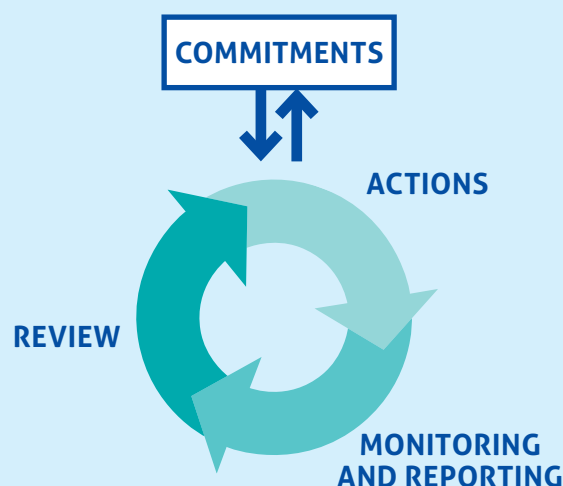 COMMITMENTS
ACTIONS
REVIEW
MONITORING
AND REPORTING